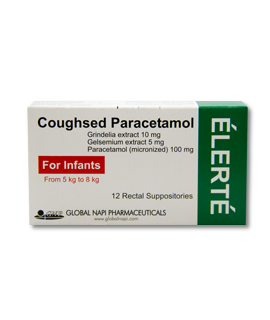 Coughsed Paracetamol
Grindelia extract 10 mg
Gelsemium extract 5 mg
Paracetamol (micronized) 100 mg
For Infants
From 5 kg to 8 kg
12 Rectal Suppositories
GLOBAL NAPI PHARMACEUTICALS
www.globalnapi.com
ÉLERTÉ